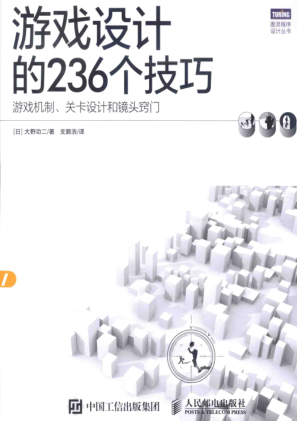 游戏设计
的236个技巧
游戏机制、关卡设计和镜头窍门
TURING
图灵程序
设计丛书
[日] 大野功二/著 支鹏浩/译
中国工信出版集团
人民邮电出版社
POSTS & TELECOM PRESS